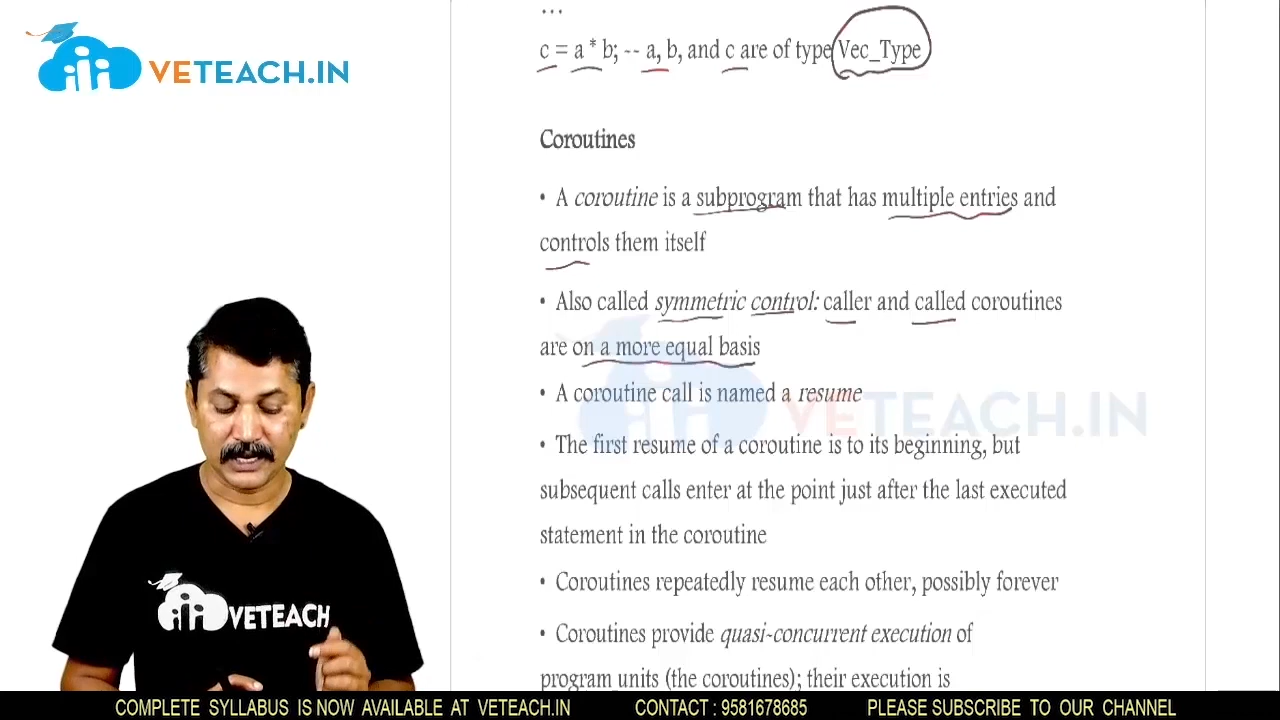 ...
c = a * b; -- a, b, and c are of type Vec_Type
VETEACH.IN
Coroutines
• A coroutine is a subprogram that has multiple entries and
controls them itself
• Also called symmetric control: caller and called coroutines
are on a more equal basis
• A coroutine call is named a resume
VETEACH.IN
• The first resume of a coroutine is to its beginning, but
subsequent calls enter at the point just after the last executed
statement in the coroutine
• Coroutines repeatedly resume each other, possibly forever
• Coroutines provide quasi-concurrent execution of
program units (the coroutines); their execution is
VETEACH
COMPLETE SYLLABUS IS NOW AVAILABLE AT VETEACH.IN CONTACT : 9581678685 PLEASE SUBSCRIBE TO OUR CHANNEL